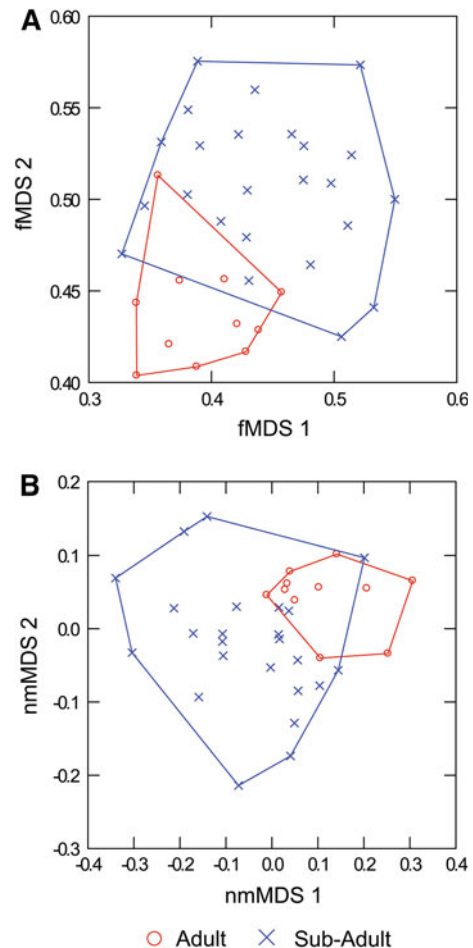 A
0.60
0.55
0.50
0.45
0.40
fMDS 2
0.3 0.4 0.5 0.6
fMDS 1
B
0.2
0.1
0.0
-0.1
-0.2
-0.3
nmMDS 2
-0.4 -0.3 -0.2 -0.1 0.0 0.1 0.2 0.3 0.4
nmMDS 1
Adult Sub-Adult